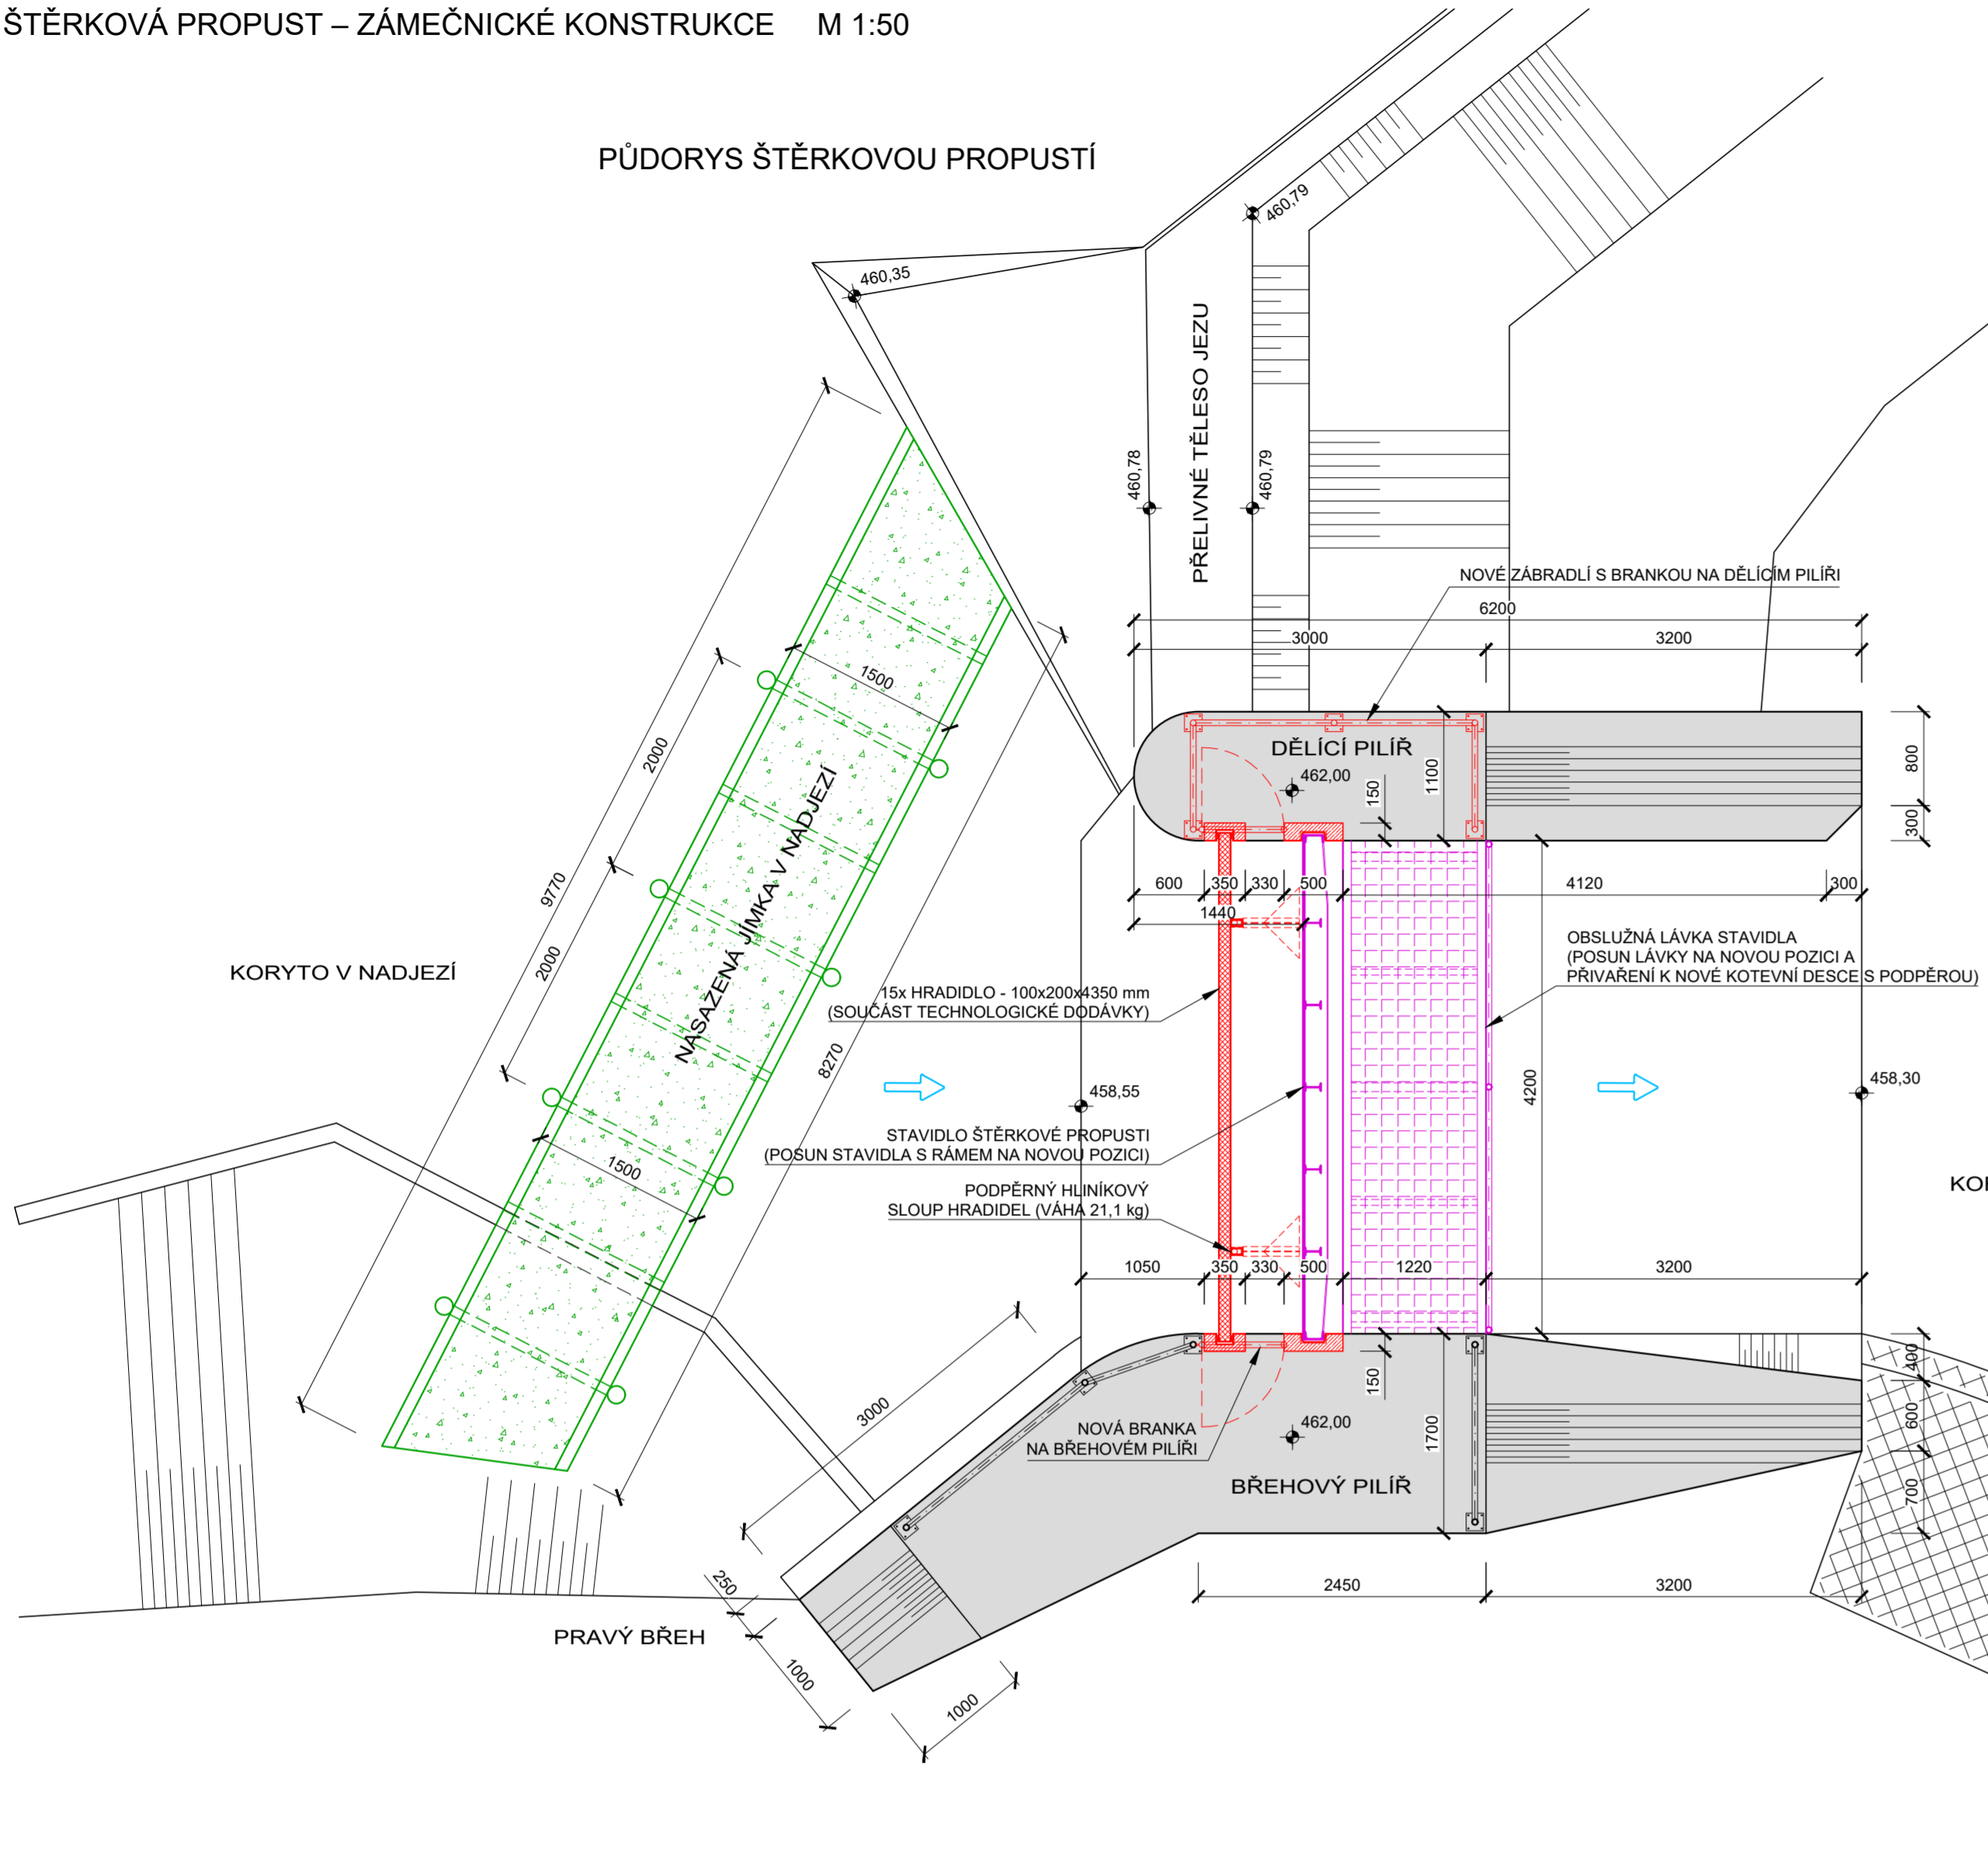 ŠTĚRKOVÁ PROPUST – ZÁMEČNICKÉ KONSTRUKCE M 1:50
PŮDORYS ŠTĚRKOVOU PROPUSTÍ
460,79
460,35
PŘELIVNÉ TĚLESO JEZU
460,78
460,79
NOVÉ ZÁBRADLÍ S BRANKOU NA DĚLÍCÍM PILÍŘI
6200
3000
3200
1500
2000
9770
2000
8270
1500
NASAZENÁ JÍMKA V NADJEZÍ
KORYTO V NADJEZÍ
DĚLÍCÍ PILÍŘ
462,00
150
1100
800
300
600
350
330
500
4120
300
1440
OBSLUŽNÁ LÁVKA STAVIDLA
(POSUN LÁVKY NA NOVOU POZICI A
PŘIVAŘENÍ K NOVÉ KOTEVNÍ DESCE S PODPĚROU)
15x HRADIDLO - 100x200x4350 mm
(SOUČÁST TECHNOLOGICKÉ DODÁVKY)
458,55
4200
458,30
STAVIDLO ŠTĚRKOVÉ PROPUSTI
(POSUN STAVIDLA S RÁMEM NA NOVOU POZICI)
PODPĚRNÝ HLINÍKOVÝ
SLOUP HRADIDEL (VÁHA 21,1 kg)
KOR
1050
350
330
500
1220
3200
400
600
700
150
1700
3000
NOVÁ BRANKA
NA BŘEHOVÉM PILÍŘI
462,00
BŘEHOVÝ PILÍŘ
2450
3200
250
1000
1000
PRAVÝ BŘEH